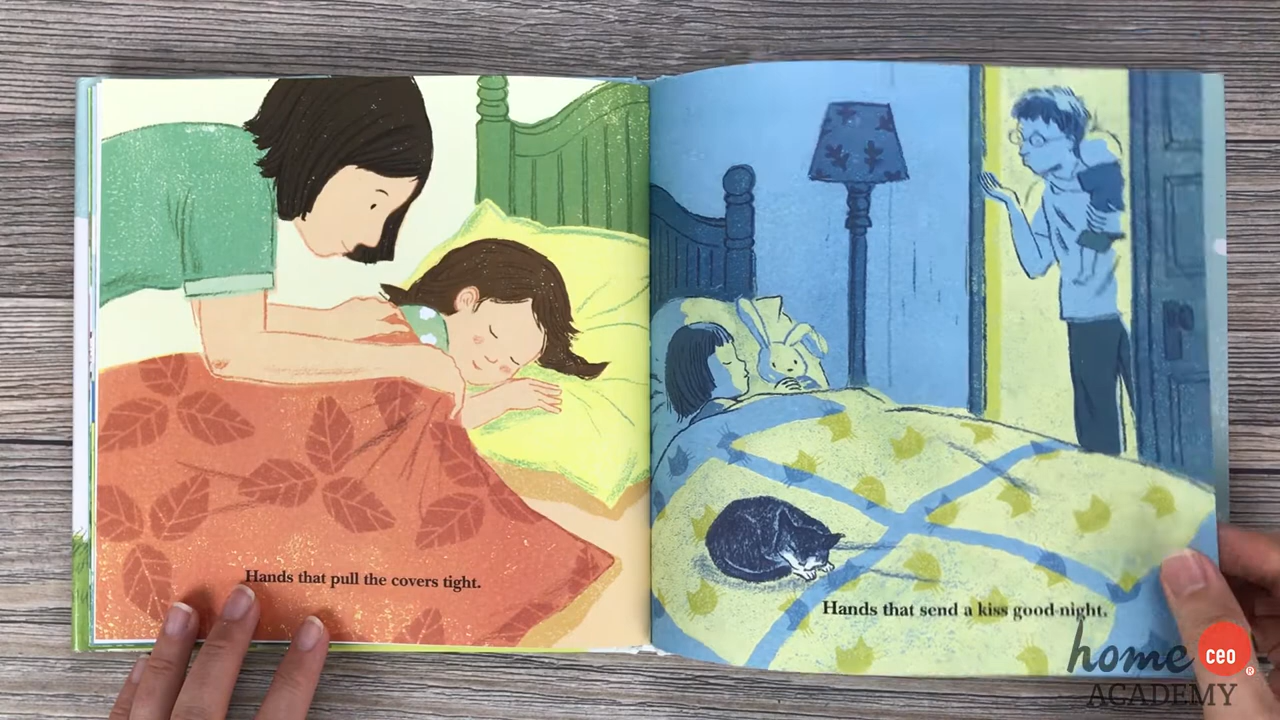 Hands that pull the covers tight.
Hands that send a kiss good night.
home ceo®
ACADEMY